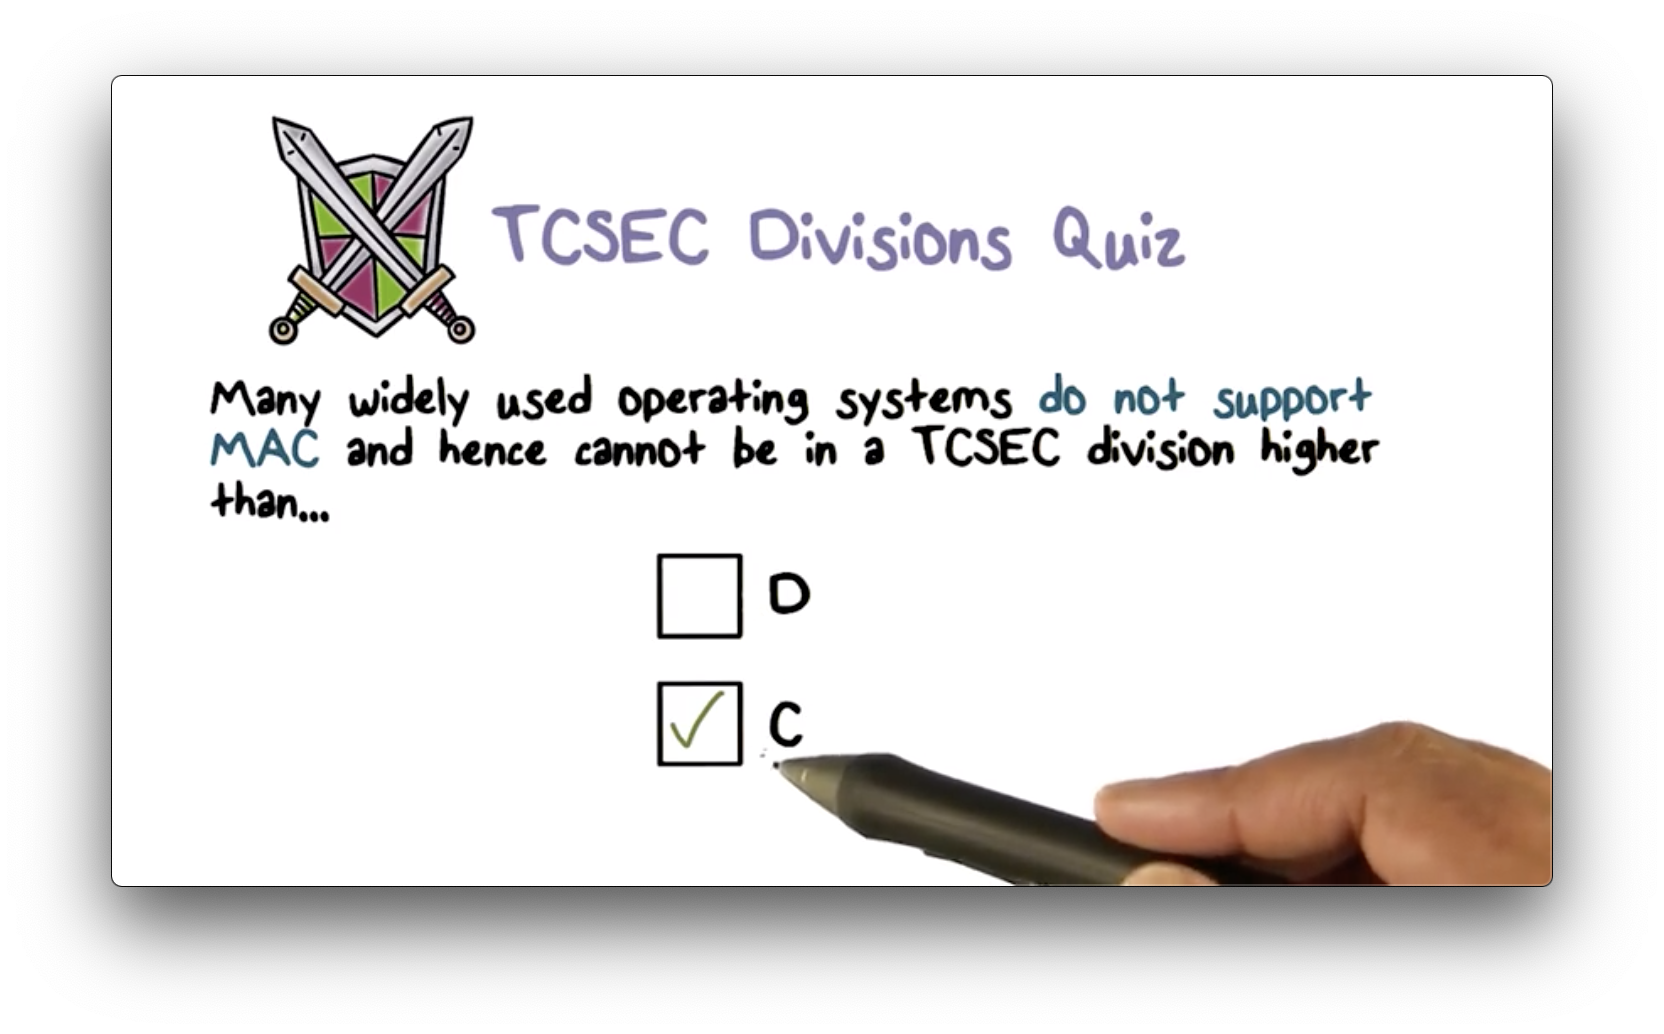 TCSEC Divisions Quiz
Many widely used operating systems do not support
MAC and hence cannot be in a TCSEC division higher
than...
D
C